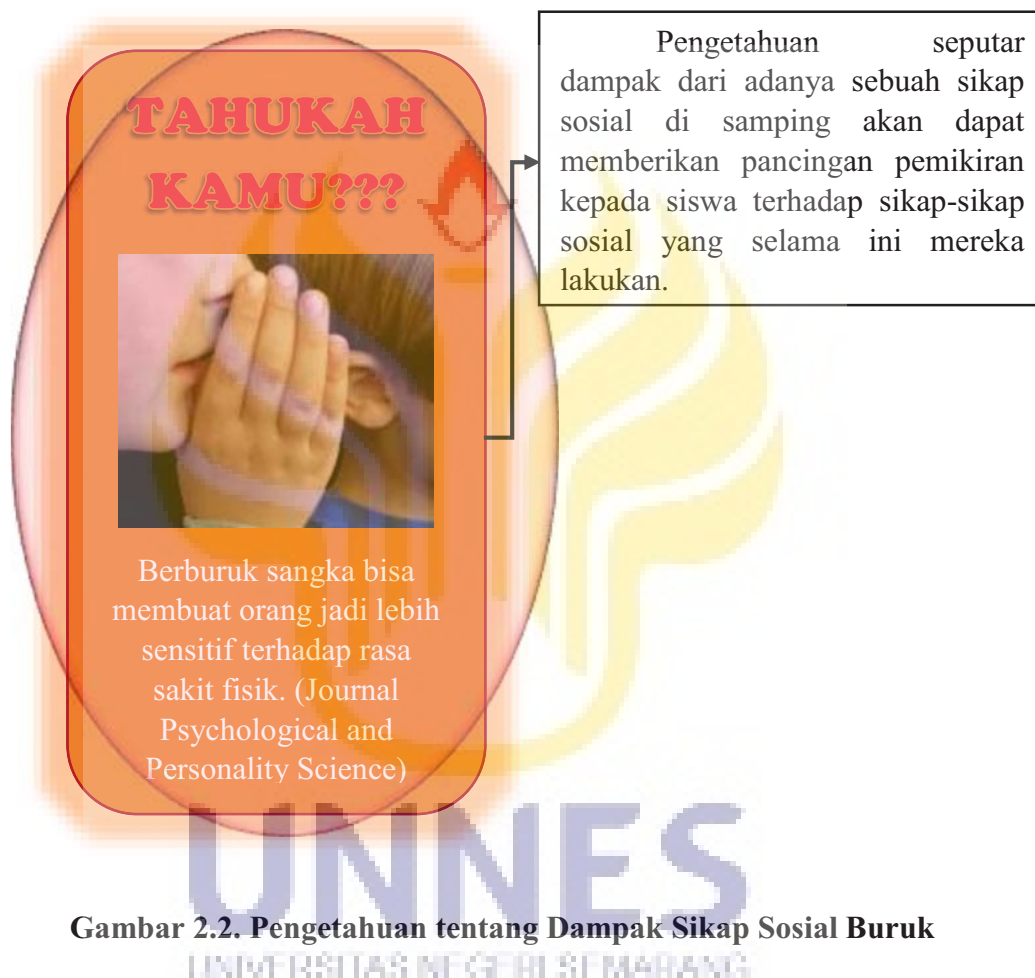 TAHUKAH
KAMU???
Berburuk sangka bisa
membuat orang jadi lebih
sensitif terhadap rasa
sakit fisik. (Journal
Psychological and
Personality Science)
Pengetahuan seputar
dampak dari adanya sebuah sikap
sosial di samping akan dapat
memberikan pancingan pemikiran
kepada siswa terhadap sikap-sikap
sosial yang selama ini mereka
lakukan.
UNNES
Gambar 2.2. Pengetahuan tentang Dampak Sikap Sosial Buruk
UNIVERSITAS NEGERI SEMARANG